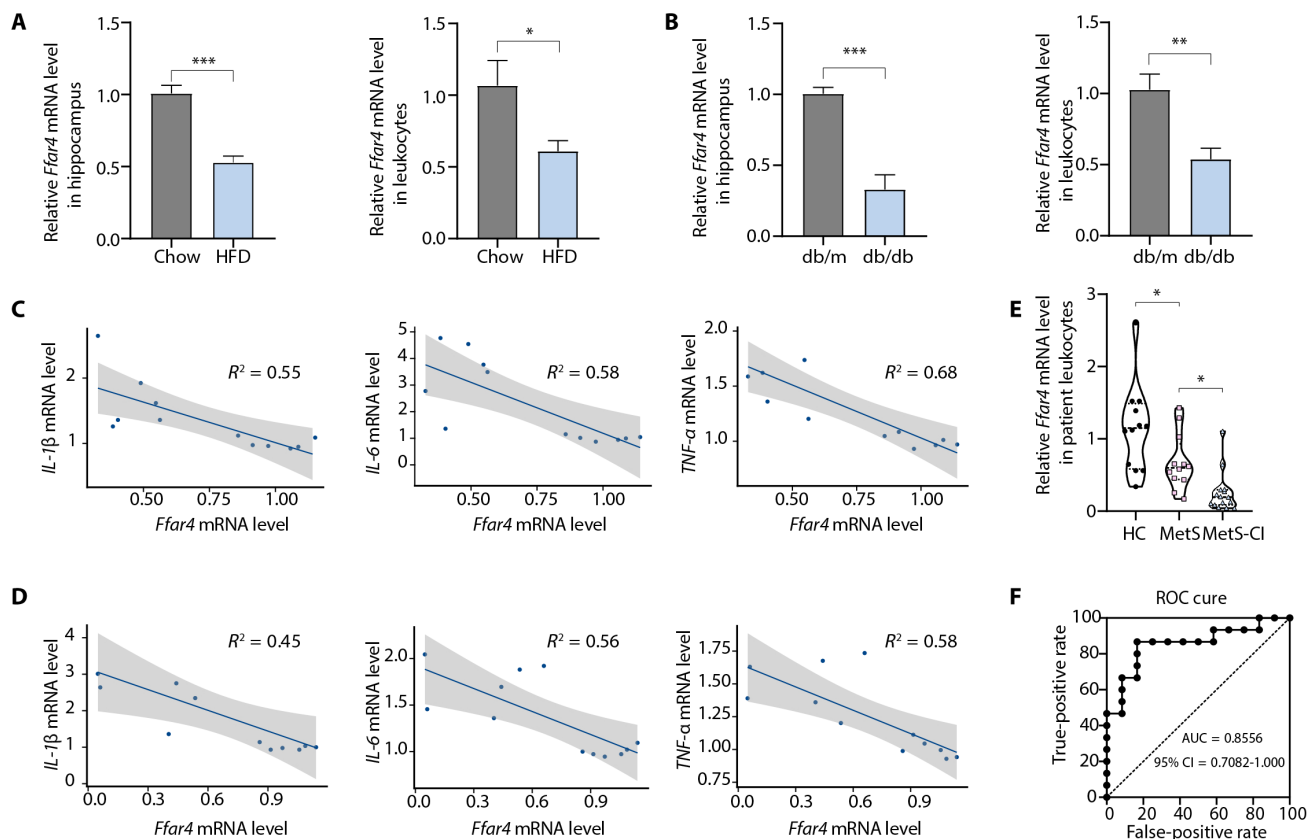 A
Relative Ffar4 mRNA level
in hippocampus
1.5
1.0
0.5
0.0
***
Chow HFD
Relative Ffar4 mRNA level
in leukocytes
1.5
1.0
0.5
0.0
*
Chow HFD
B
Relative Ffar4 mRNA level
in hippocampus
1.5
1.0
0.5
0.0
***
db/m db/db
Relative Ffar4 mRNA level
in leukocytes
1.5
1.0
0.5
0.0
**
db/m db/db
C
IL-1β mRNA level
2
1
R² = 0.55
0.50 0.75 1.00
Ffar4 mRNA level
IL-6 mRNA level
5
4
3
2
1
0
R² = 0.58
0.50 0.75 1.00
Ffar4 mRNA level
TNF-α mRNA level
2.0
1.5
1.0
R² = 0.68
0.50 0.75 1.00
Ffar4 mRNA level
E
Relative Ffar4 mRNA level
in patient leukocytes
3
2
1
0
*
*
HC MetS MetS-CI
D
IL-1β mRNA level
4
3
2
1
0
R² = 0.45
0.0 0.3 0.6 0.9
Ffar4 mRNA level
IL-6 mRNA level
2.0
1.5
1.0
R² = 0.56
0.0 0.3 0.6 0.9
Ffar4 mRNA level
TNF-α mRNA level
1.75
1.50
1.25
1.00
0.75
R² = 0.58
0.0 0.3 0.6 0.9
Ffar4 mRNA level
F
ROC cure
True-positive rate
100
80
60
40
20
0
AUC = 0.8556
95% CI = 0.7082-1.000
0 20 40 60 80 100
False-positive rate